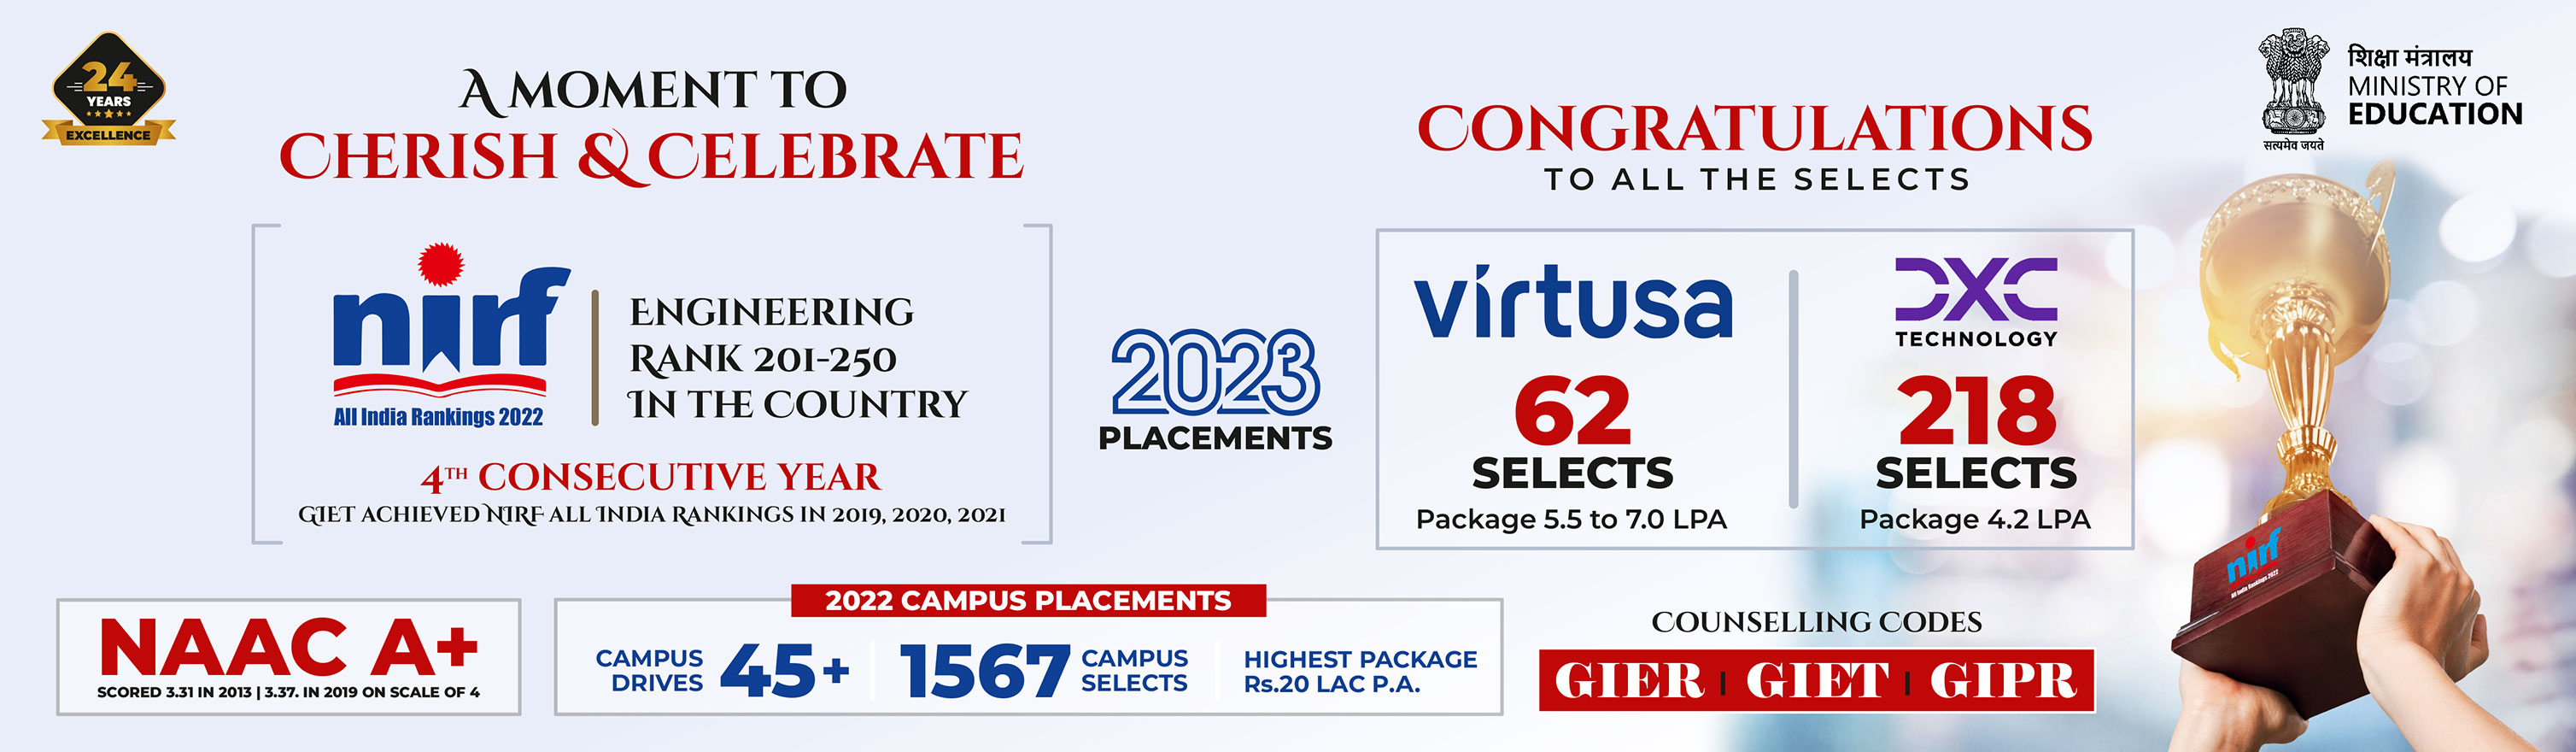 24
YEARS
EXCELLENCE
A MOMENT TO
CHERISH & CELEBRATE
nirf
All India Rankings 2022
ENGINEERING
RANK 201-250
IN THE COUNTRY
4TH CONSECUTIVE YEAR
GIET ACHIEVED NIRF ALL INDIA RANKINGS IN 2019, 2020, 2021
2023
PLACEMENTS
CONGRATULATIONS
TO ALL THE SELECTS
virtusa
62
SELECTS
Package 5.5 to 7.0 LPA
DXC
TECHNOLOGY
218
SELECTS
Package 4.2 LPA
शिक्षा मंत्रालय
MINISTRY OF
EDUCATION
सत्यमेव जयते
nirf
All India Rankings 2022
NAAC A+
SCORED 3.31 IN 2013 | 3.37. IN 2019 ON SCALE OF 4
2022 CAMPUS PLACEMENTS
CAMPUS DRIVES 45+
1567 CAMPUS SELECTS
HIGHEST PACKAGE
Rs.20 LAC P.A.
COUNSELLING CODES
GIER | GIET | GIPR